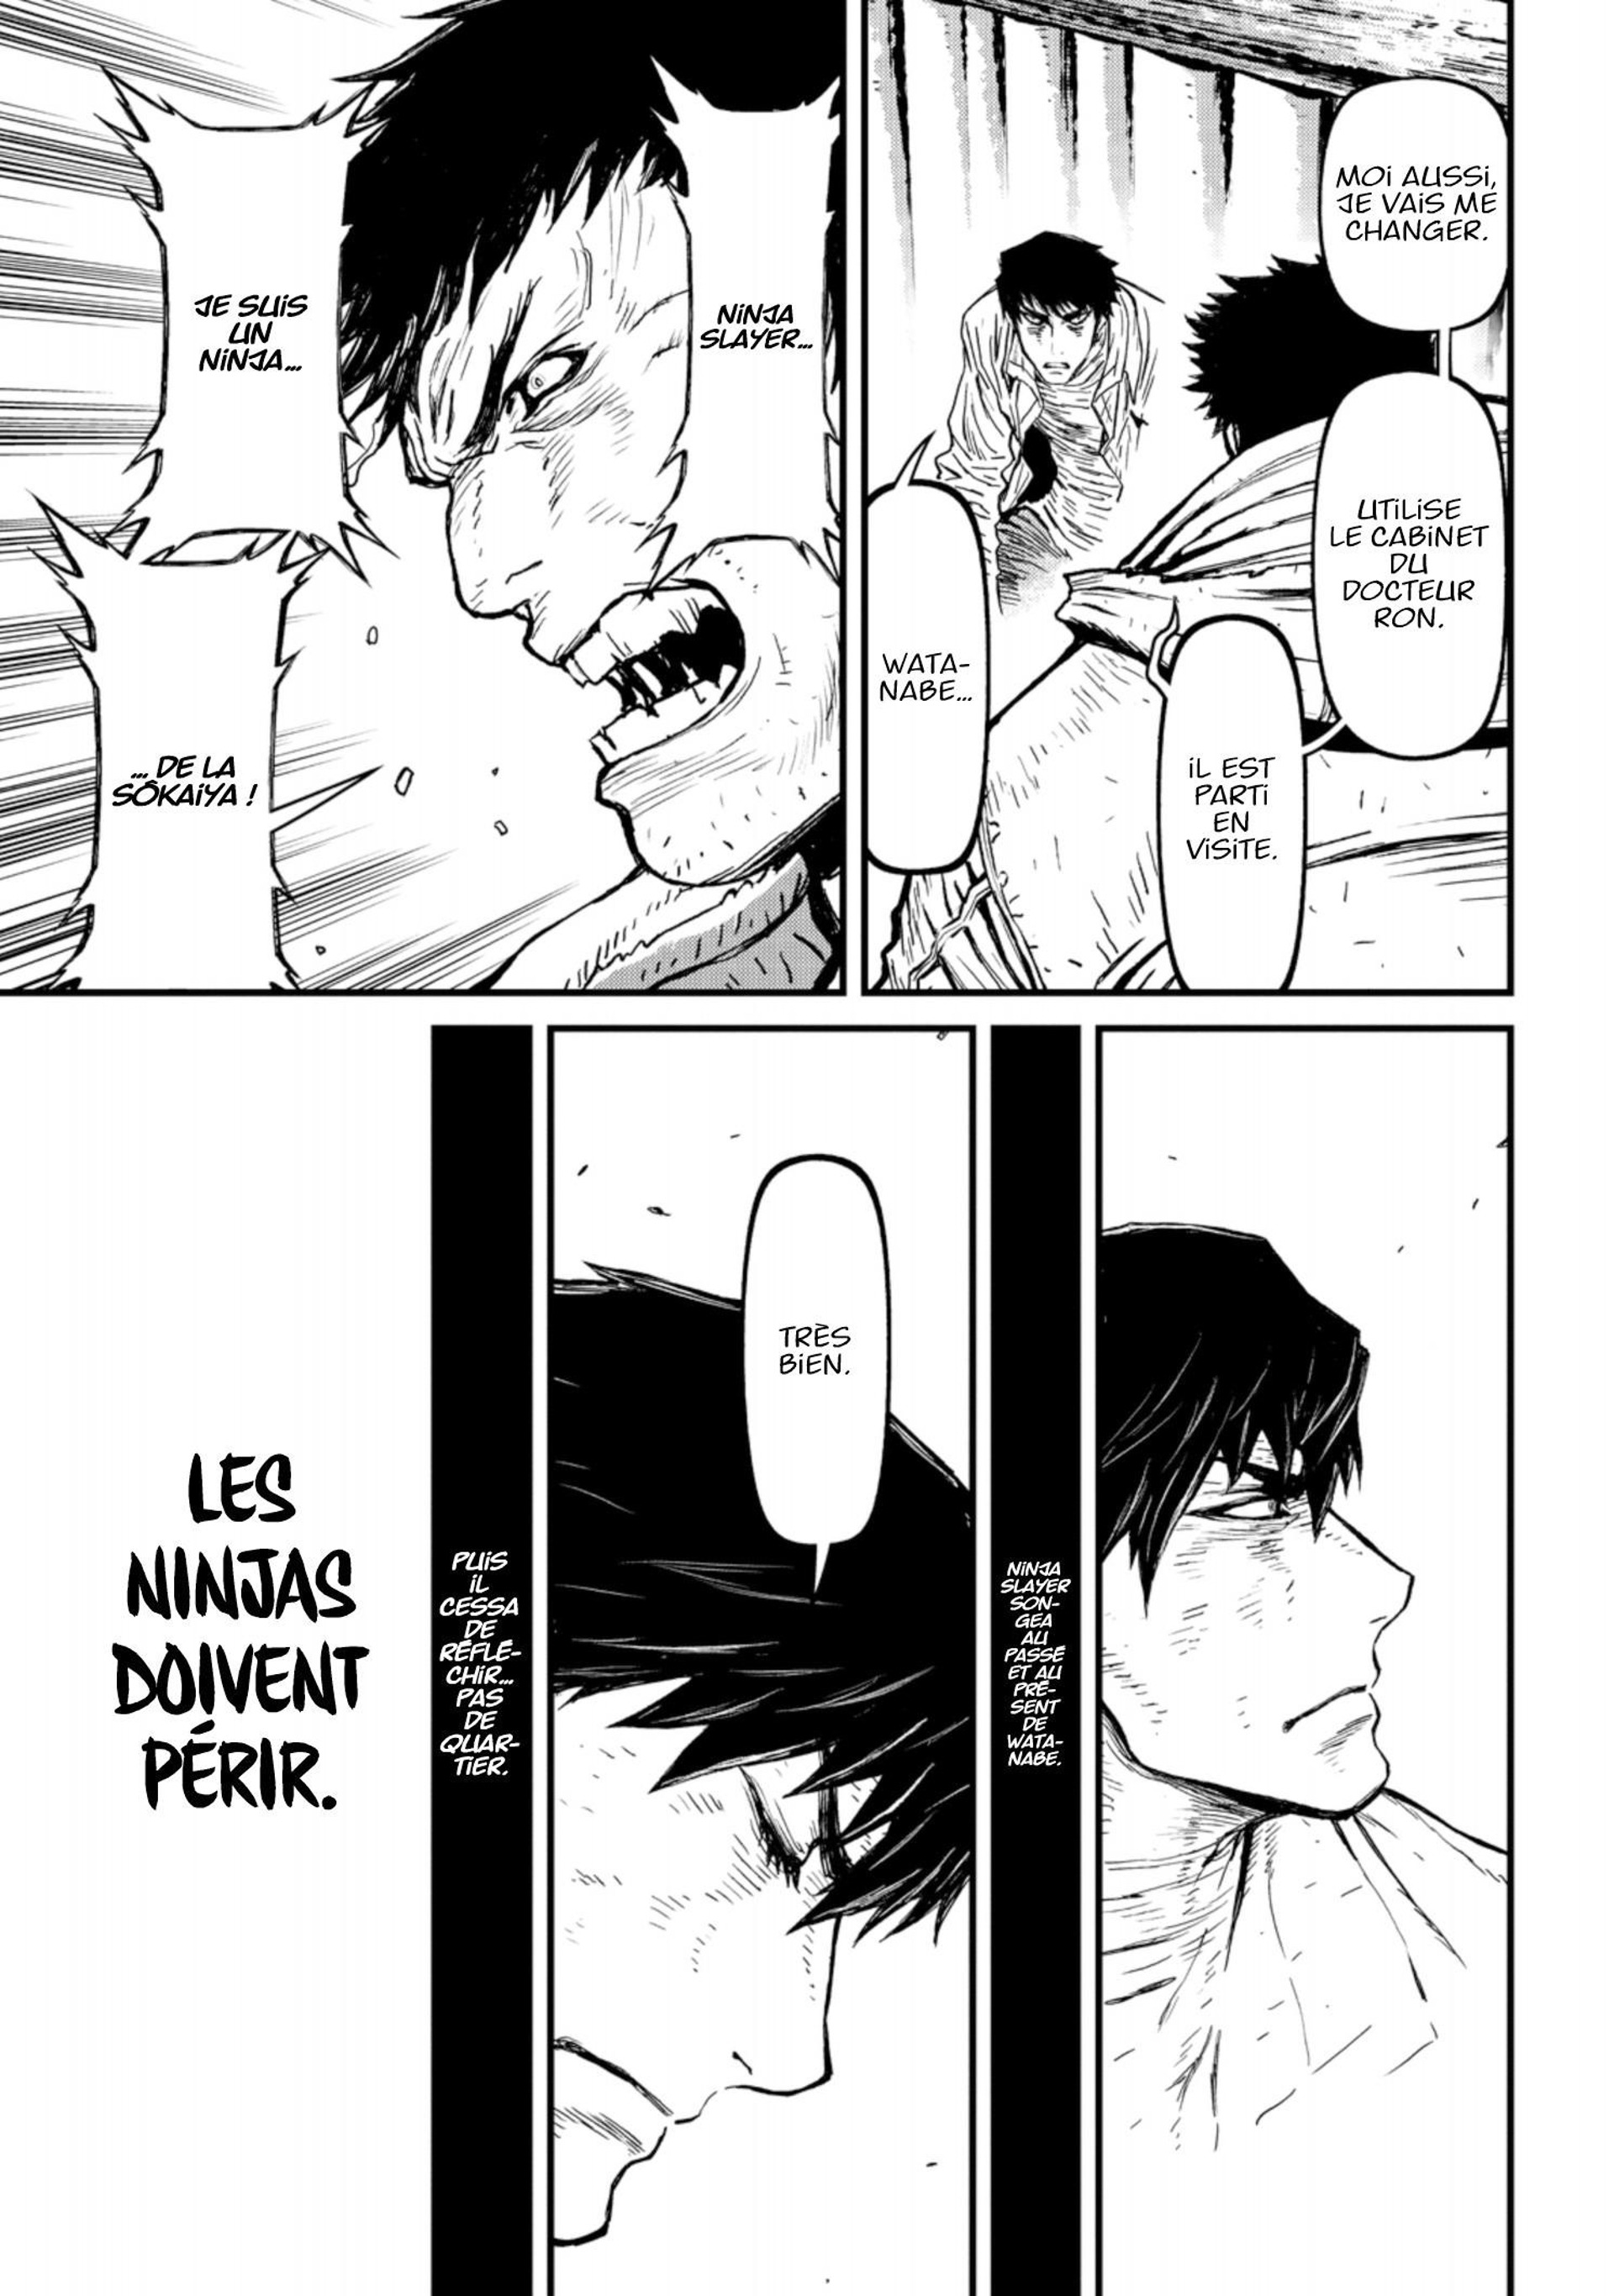 MOI AUSSI,
JE VAIS ME
CHANGER.
UTILISE
LE CABINET
DU
DOCTEUR
RON.
IL EST
PARTI
EN
VISITE.
WATA-
NABE...
NINJA
SLAYER...
JE SUIS
UN
NINJA...
... DE LA
SÔKAIYA !
NINJA
SLAYER
SON-
GEA
AU
PASSÉ
ET AU
PRÉ-
SENT
DE
WATA-
NABE.
TRÈS
BIEN.
PUIS
IL
CESSA
DE
RÉFLÉ-
CHIR...
PAS
DE
QUAR-
TIER.
LES
NINJAS
DOIVENT
PÉRIR.